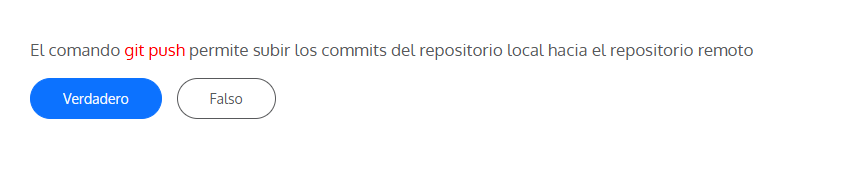 El comando git push permite subir los commits del repositorio local hacia el repositorio remoto
Verdadero Falso